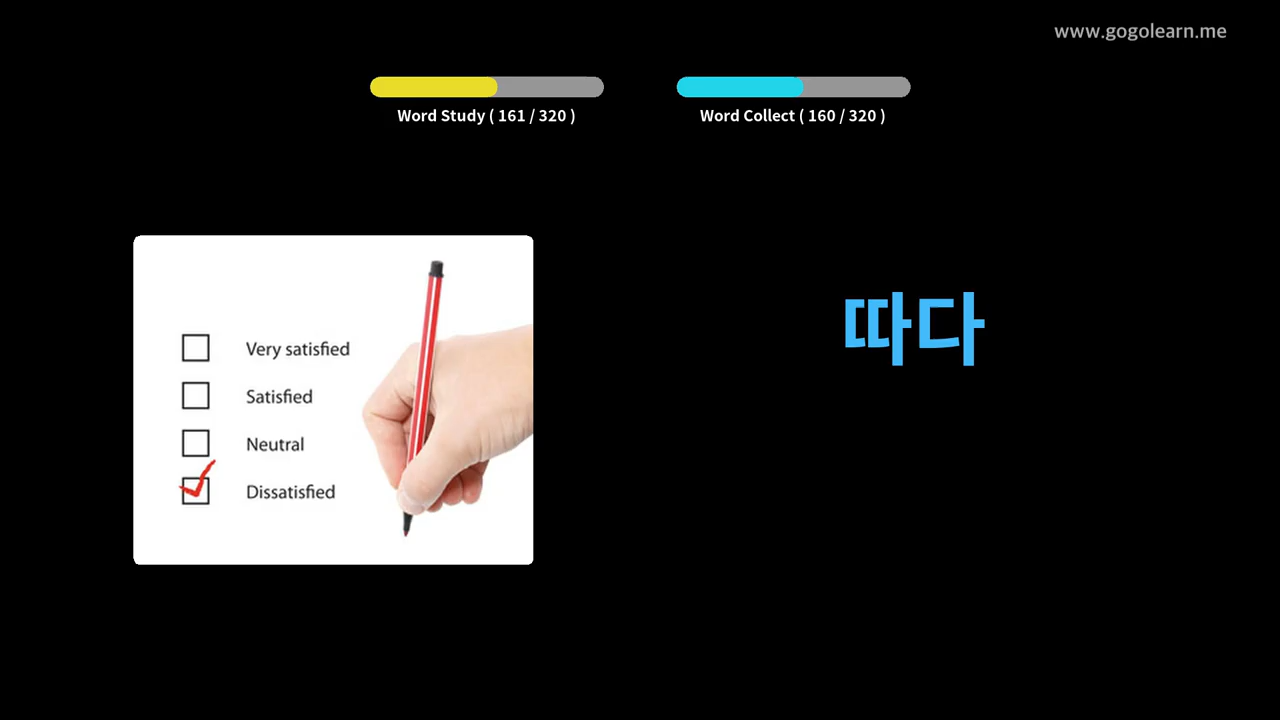 www.gogolearn.me
Word Study ( 161 / 320 )
Word Collect ( 160 / 320 )
Very satisfied
Satisfied
Neutral
Dissatisfied
따다